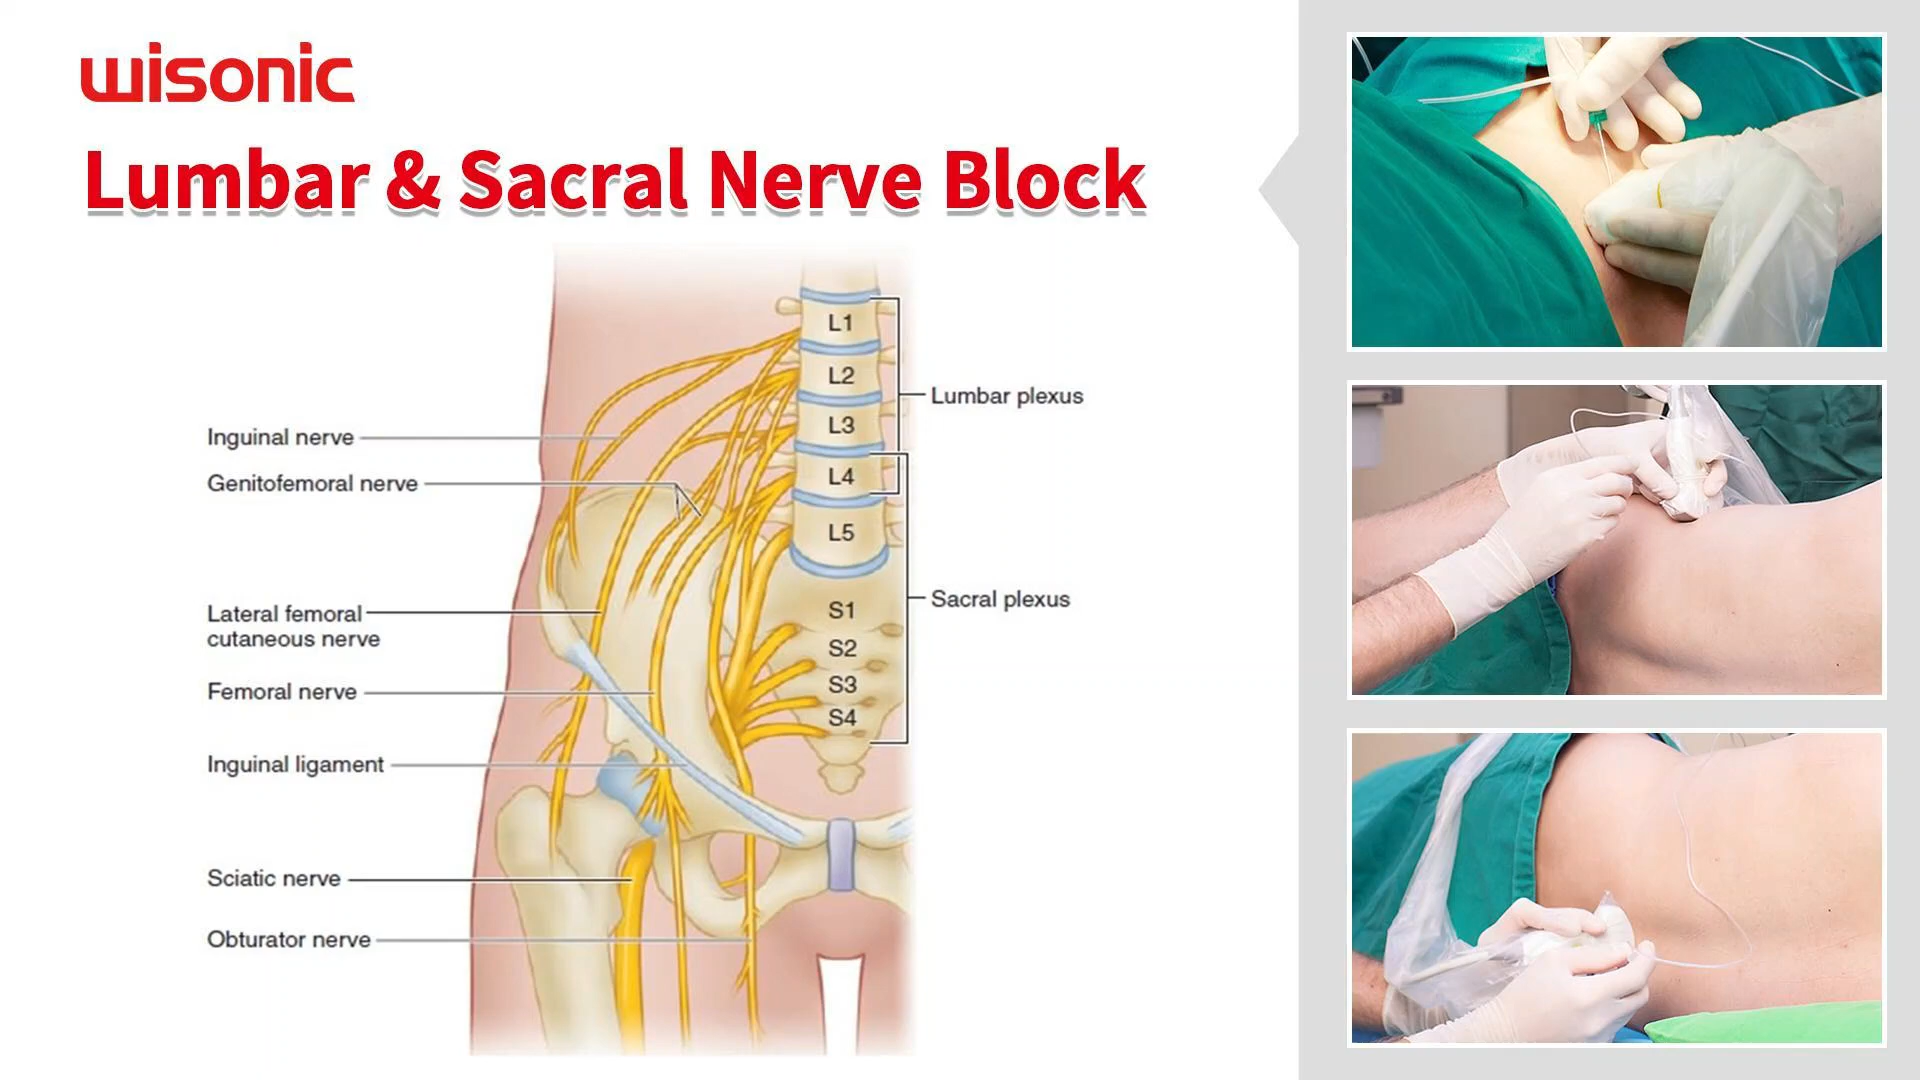 wisonic
Lumbar & Sacral Nerve Block
L1
L2
Lumbar plexus
L3
Inguinal nerve
L4
Genitofemoral nerve
L5
Sacral plexus
S1
Lateral femoral
cutaneous nerve
S2
S3
Femoral nerve
S4
Inguinal ligament
Sciatic nerve
Obturator nerve